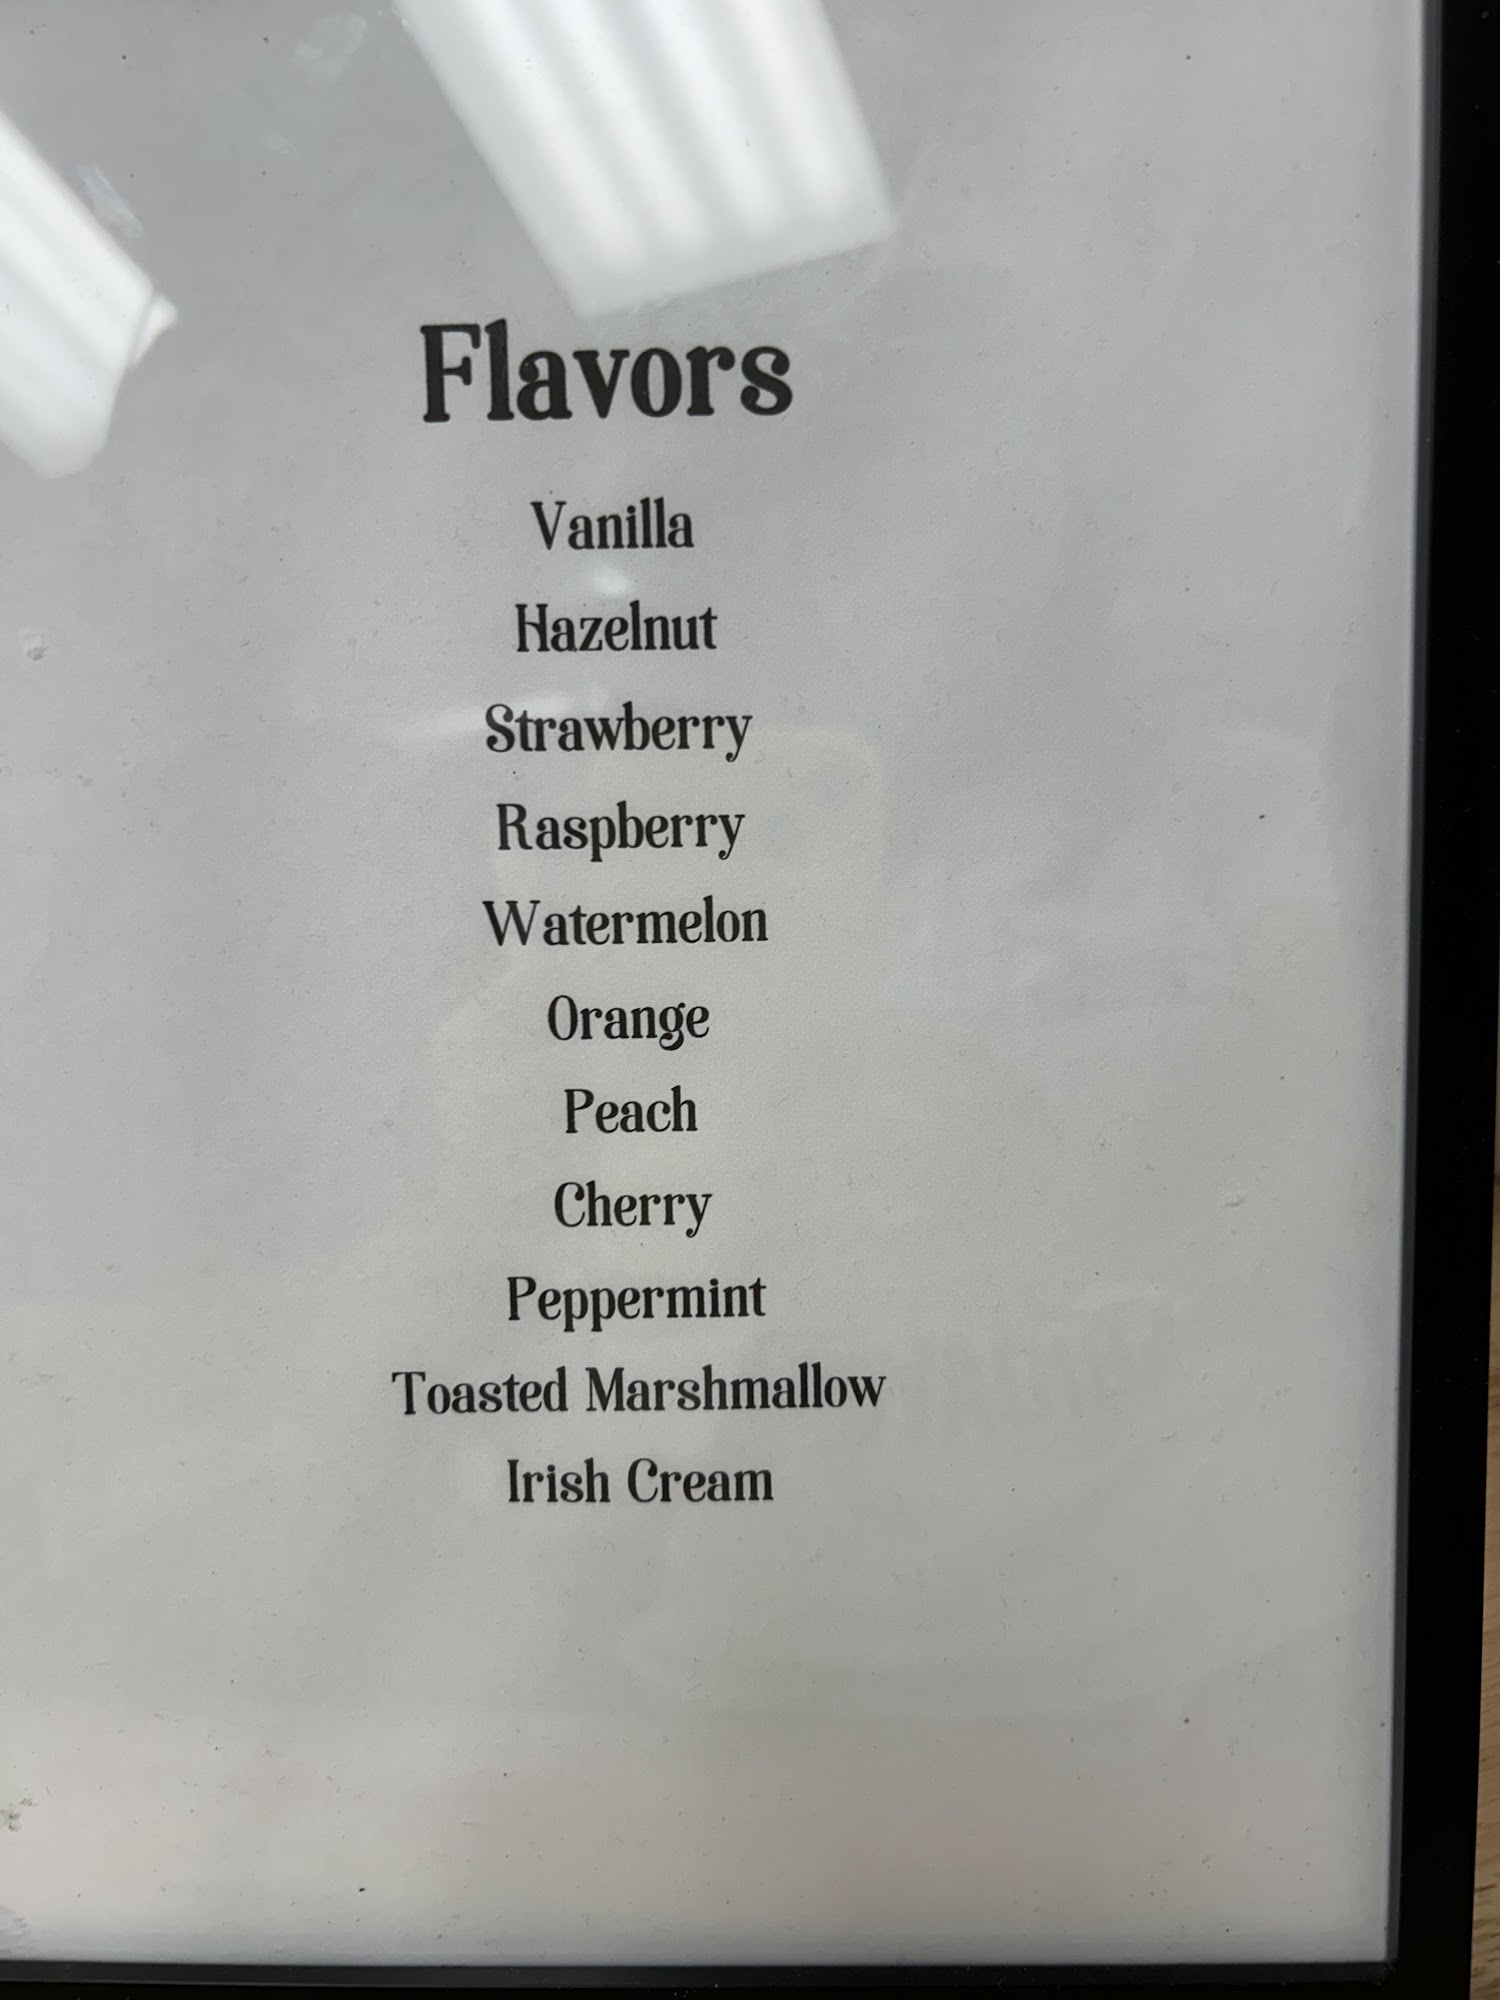 Flavors
Vanilla
Hazelnut
Strawberry
Raspberry
Watermelon
Orange
Peach
Cherry
Peppermint
Toasted Marshmallow
Irish Cream